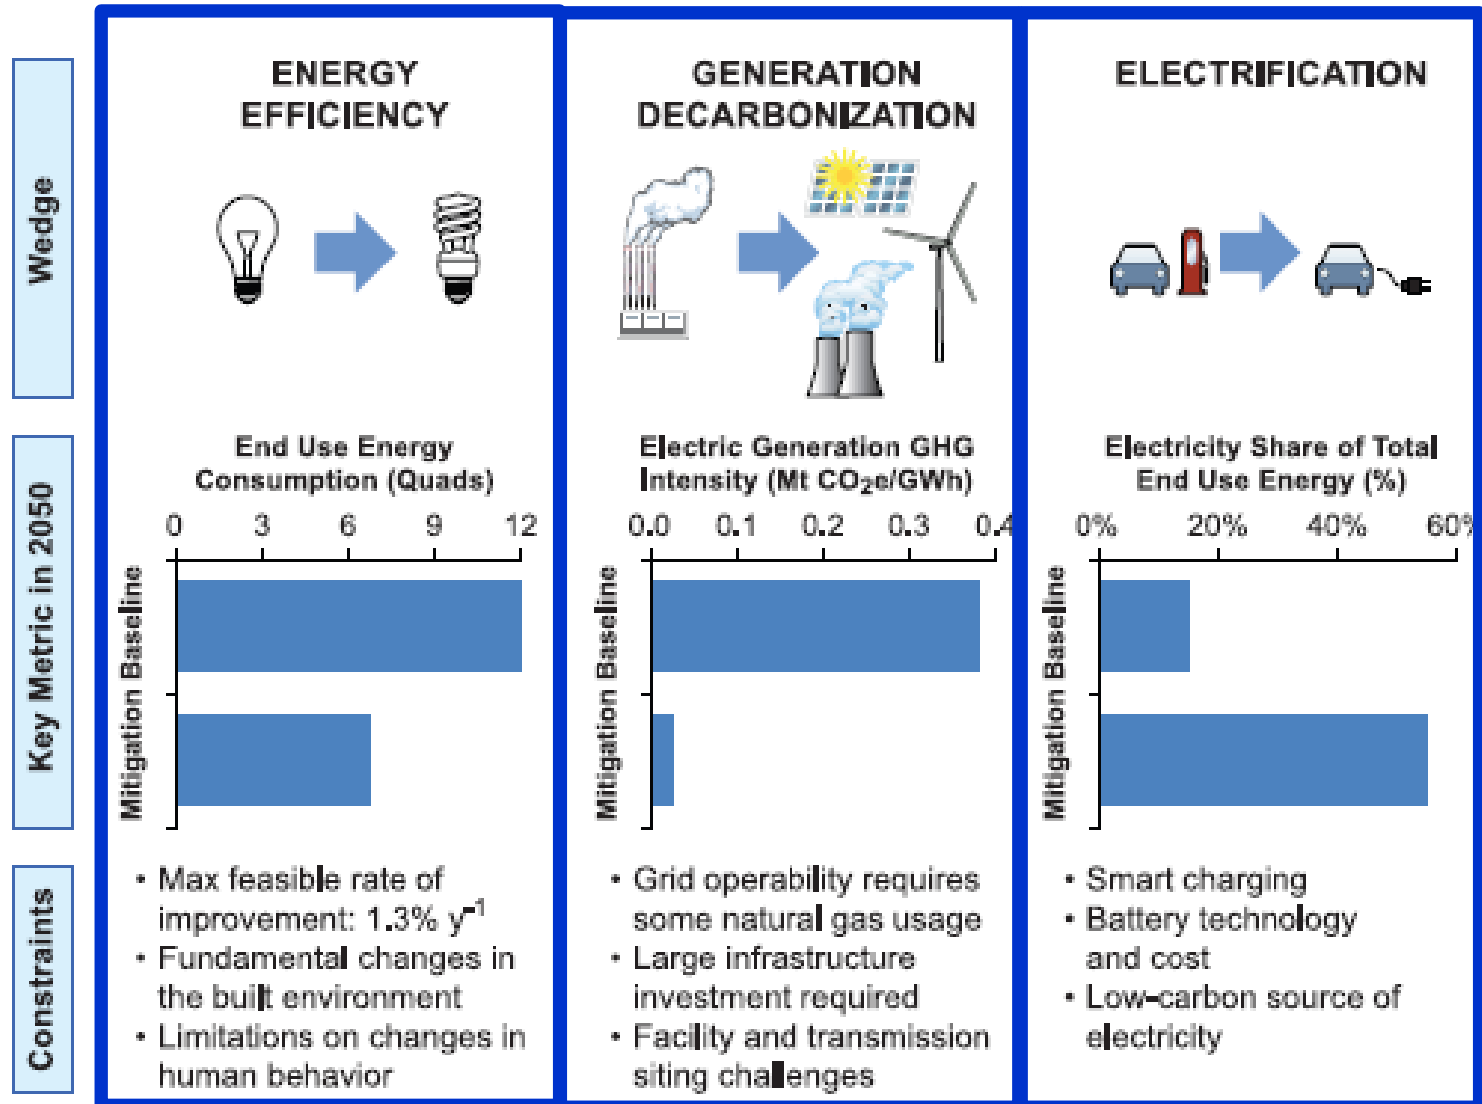 Wedge
ENERGY
EFFICIENCY
GENERATION
DECARBONIZATION
ELECTRIFICATION
Key Metric in 2050
End Use Energy
Consumption (Quads)
0 3 6 9 12
Baseline
Mitigation
Electric Generation GHG
Intensity (Mt CO₂e/GWh)
0.0 0.1 0.2 0.3 0.4
Baseline
Mitigation
Electricity Share of Total
End Use Energy (%)
0% 20% 40% 60%
Baseline
Mitigation
Constraints
• Max feasible rate of
improvement: 1.3% y⁻¹
• Fundamental changes in
the built environment
• Limitations on changes in
human behavior
• Grid operability requires
some natural gas usage
• Large infrastructure
investment required
• Facility and transmission
siting challenges
• Smart charging
• Battery technology
and cost
• Low-carbon source of
electricity